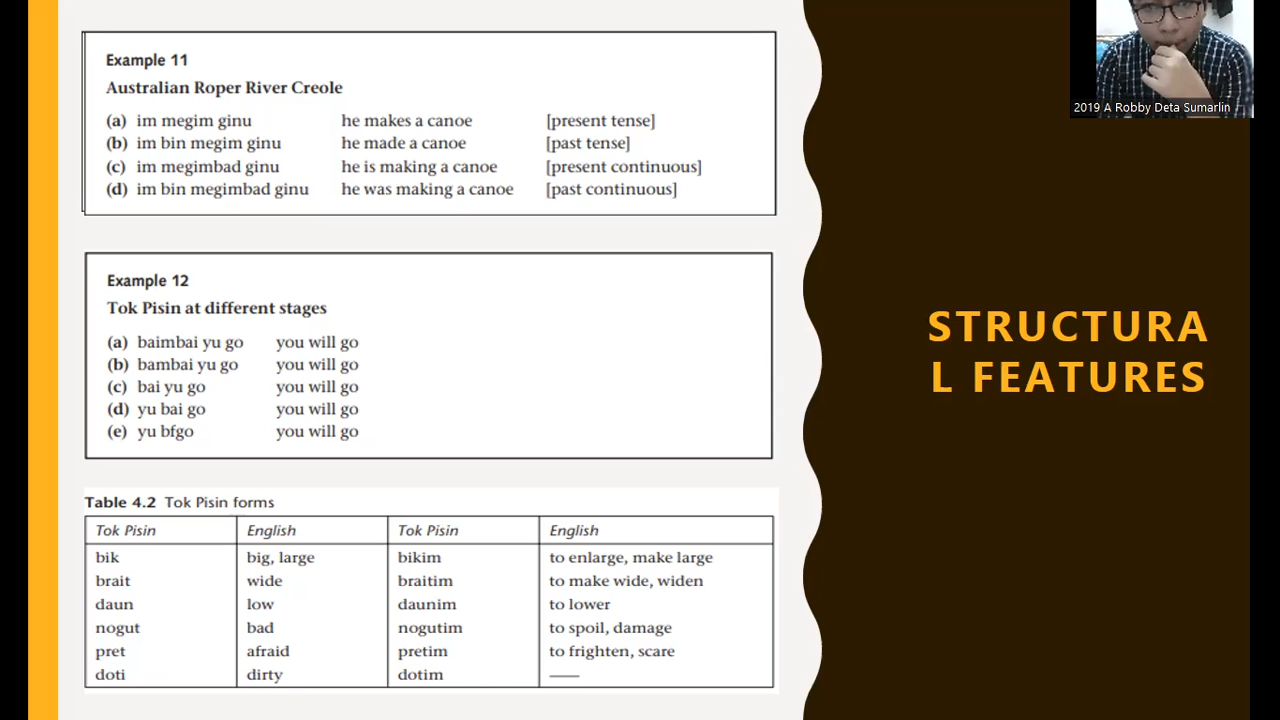 Example 11
Australian Roper River Creole
(a) im megim ginu he makes a canoe [present tense]
(b) im bin megim ginu he made a canoe [past tense]
(c) im megimbad ginu he is making a canoe [present continuous]
(d) im bin megimbad ginu he was making a canoe [past continuous]
Example 12
Tok Pisin at different stages
(a) baimbai yu go you will go
(b) bambai yu go you will go
(c) bai yu go you will go
(d) yu bai go you will go
(e) yu bfgo you will go
Table 4.2 Tok Pisin forms
Tok Pisin English Tok Pisin English
bik big, large bikim to enlarge, make large
brait wide braitim to make wide, widen
daun low daunim to lower
nogut bad nogutim to spoil, damage
pret afraid pretim to frighten, scare
doti dirty dotim ——
STRUCTURA
L FEATURES
2019 A Robby Deta Sumarlin